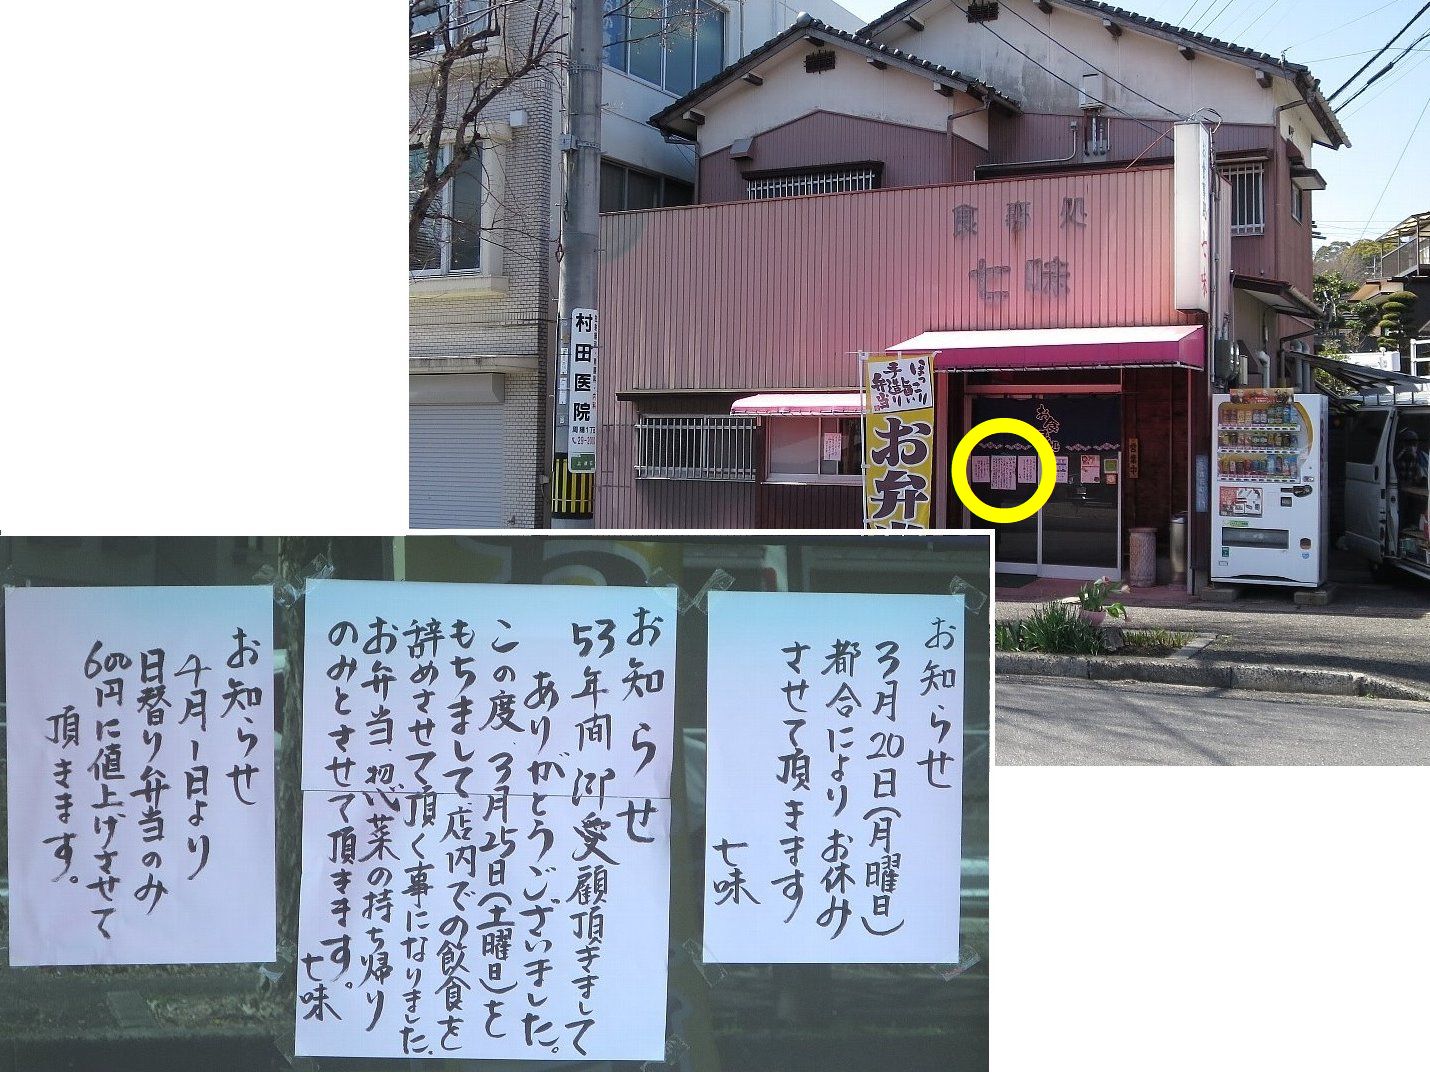 食事処
七味
村田医院
ほっこり旨い
手造り
弁当
お弁
お食事処
お知らせ
3月20日(月曜日)
都合によりお休み
させて頂きます
七味
お知らせ
53年間御愛顧頂きまして
ありがとうございました。
この度、3月25日(土曜日)を
もちまして店内での飲食を
辞めさせて頂く事になりました、
お弁当、惣菜の持ち帰り
のみとさせて頂きます。
七味
お知らせ
4月1日より
日替り弁当のみ
600円に値上げさせて
頂きます。